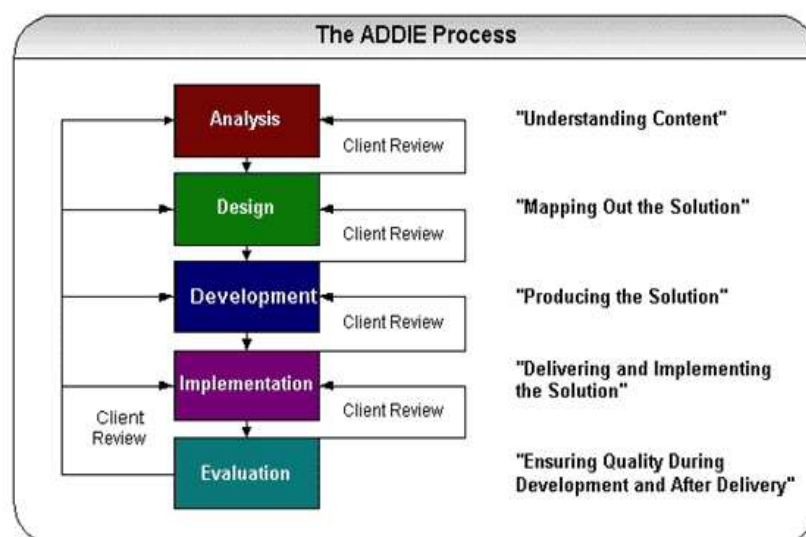 The ADDIE Process
Analysis
Client Review
"Understanding Content"
Design
Client Review
"Mapping Out the Solution"
Development
Client Review
"Producing the Solution"
Implementation
Client Review
"Delivering and Implementing
the Solution"
Client
Review
Evaluation
"Ensuring Quality During
Development and After Delivery"